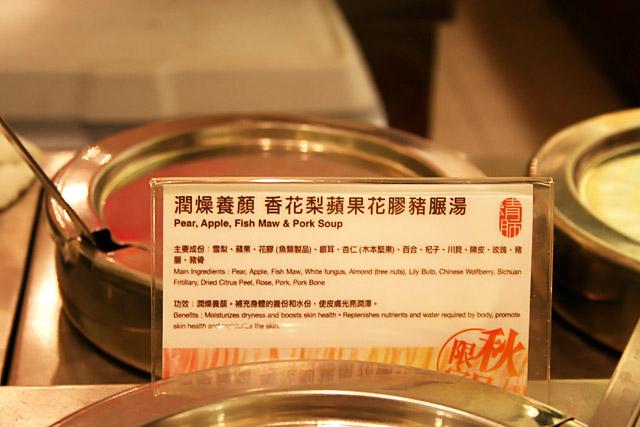 潤燥養顏 香花梨蘋果花膠豬𦟌湯
Pear, Apple, Fish Maw & Pork Soup
主要成份：雪梨、蘋果、花膠 (魚類製品)、銀耳、杏仁 (木本堅果)、百合、杞子、川貝、陳皮、玫瑰、豬
𦟌、豬骨
Main Ingredients : Pear, Apple, Fish Maw, White fungus, Almond (tree nuts), Lily Bulb, Chinese Wolfberry, Sichuan
Fritillary, Dried Citrus Peel, Rose, Pork, Pork Bone
功效：潤燥養顏。補充身體的養份和水份，使皮膚光亮潤澤。
Benefits : Moisturizes dryness and boosts skin health。Replenishes nutrients and water required by body, promote
skin health and moisturize the skin.
秋
限